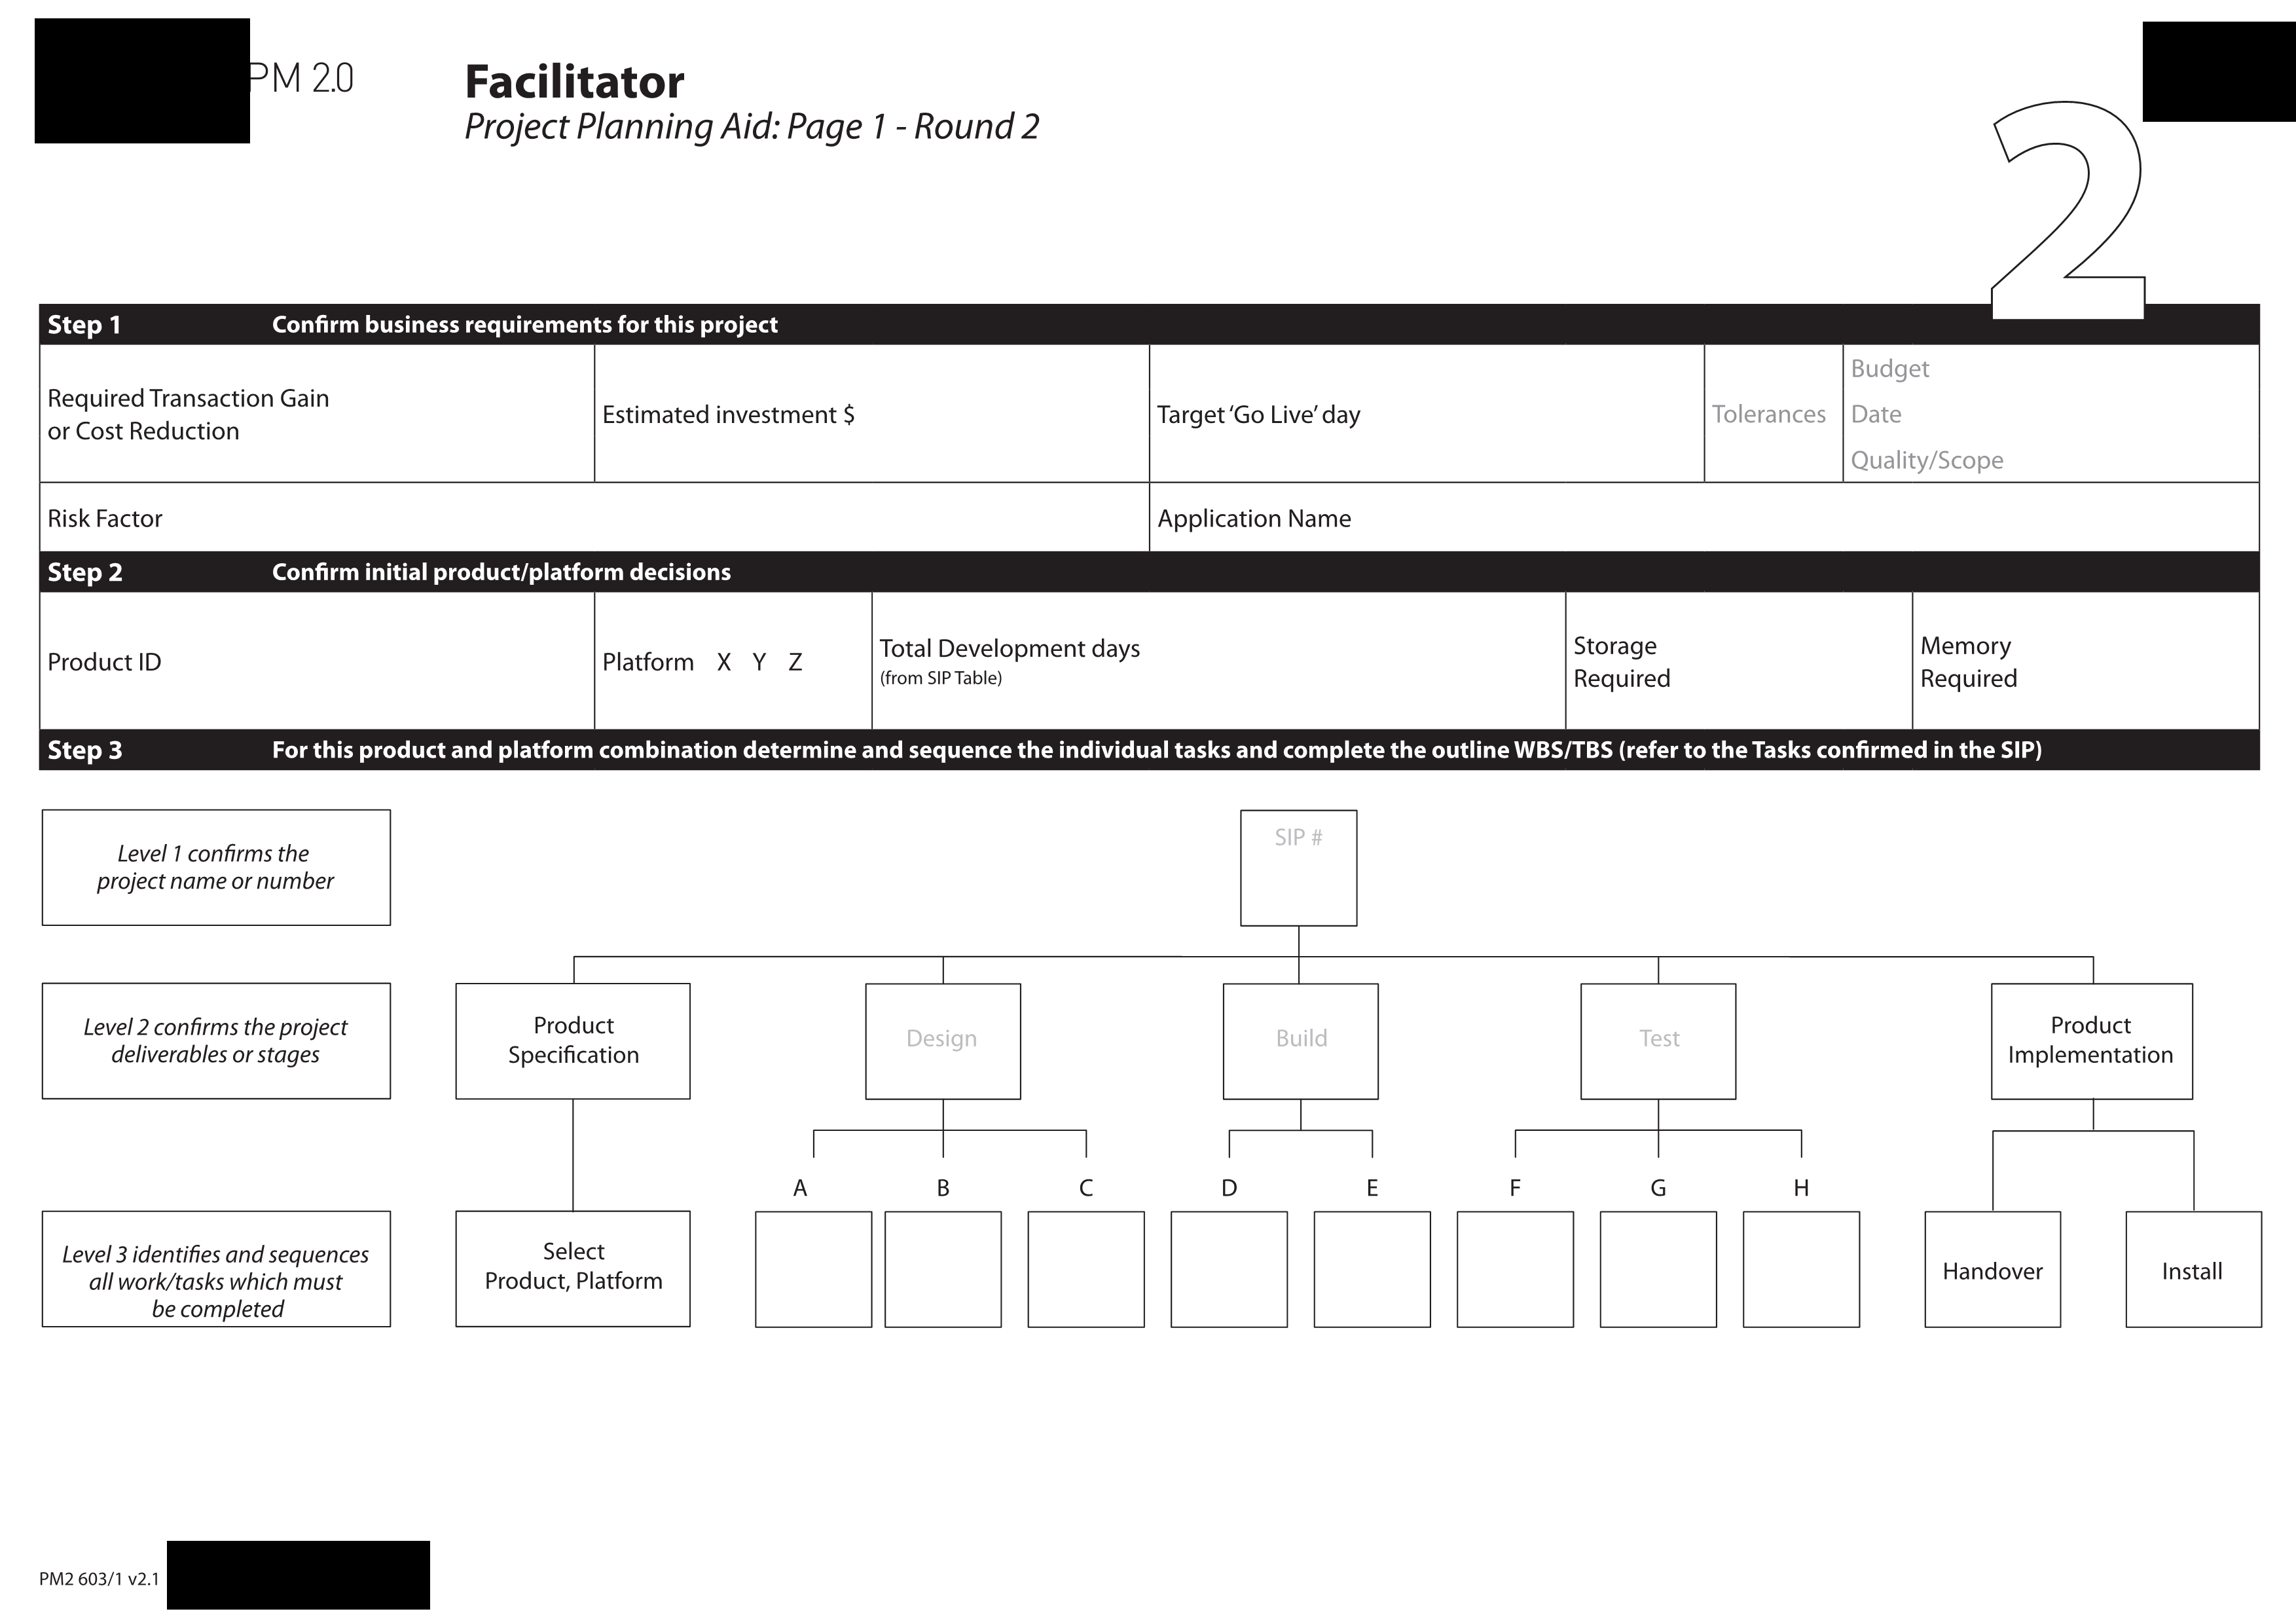 PM 2.0
Facilitator
Project Planning Aid: Page 1 - Round 2
2
Step 1 Confirm business requirements for this project
Required Transaction Gain
or Cost Reduction
Estimated investment $
Target ‘Go Live’ day
Tolerances
Budget
Date
Quality/Scope
Risk Factor
Application Name
Step 2 Confirm initial product/platform decisions
Product ID
Platform X Y Z
Total Development days
(from SIP Table)
Storage
Required
Memory
Required
Step 3 For this product and platform combination determine and sequence the individual tasks and complete the outline WBS/TBS (refer to the Tasks confirmed in the SIP)
Level 1 confirms the
project name or number
SIP #
Level 2 confirms the project
deliverables or stages
Product
Specification
Design
Build
Test
Product
Implementation
A B C D E F G H
Level 3 identifies and sequences
all work/tasks which must
be completed
Select
Product, Platform
Handover
Install
PM2 603/1 v2.1